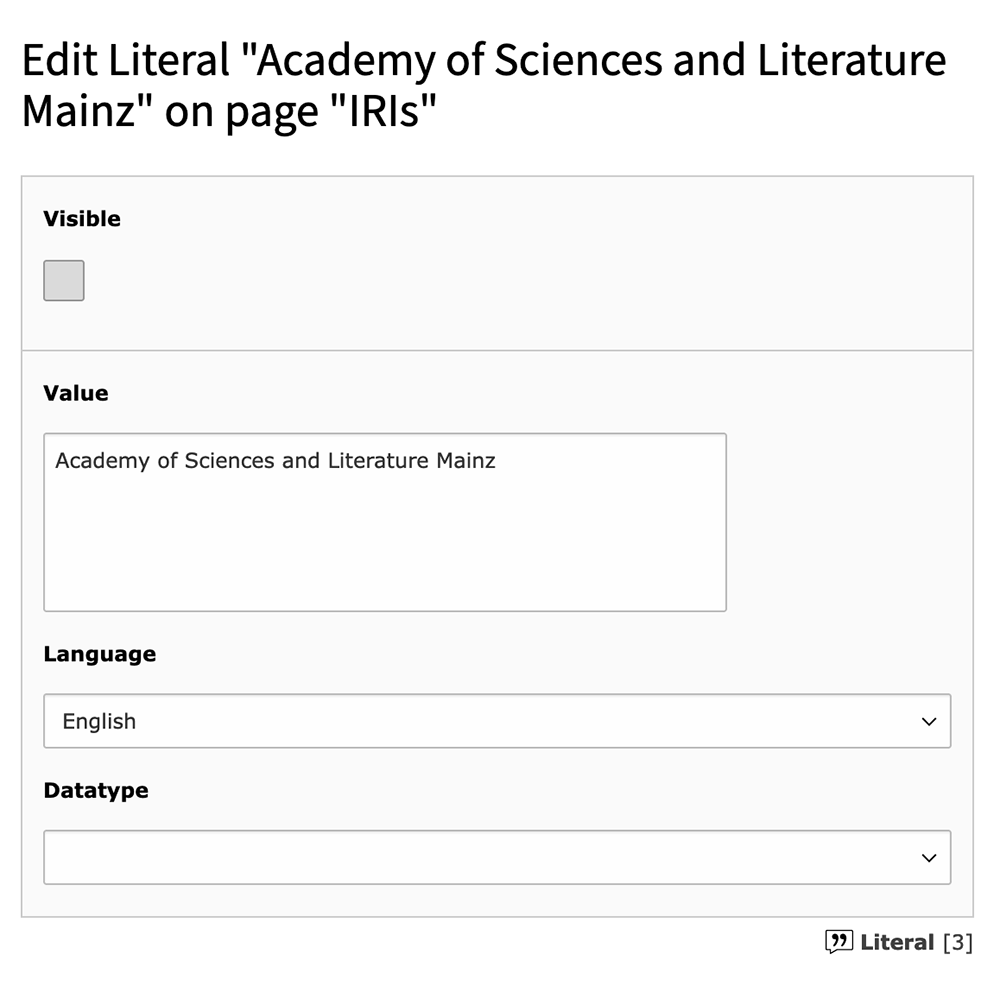 Edit Literal "Academy of Sciences and Literature
Mainz" on page "IRIs"
Visible
Value
Academy of Sciences and Literature Mainz
Language
English
Datatype
Literal [3]